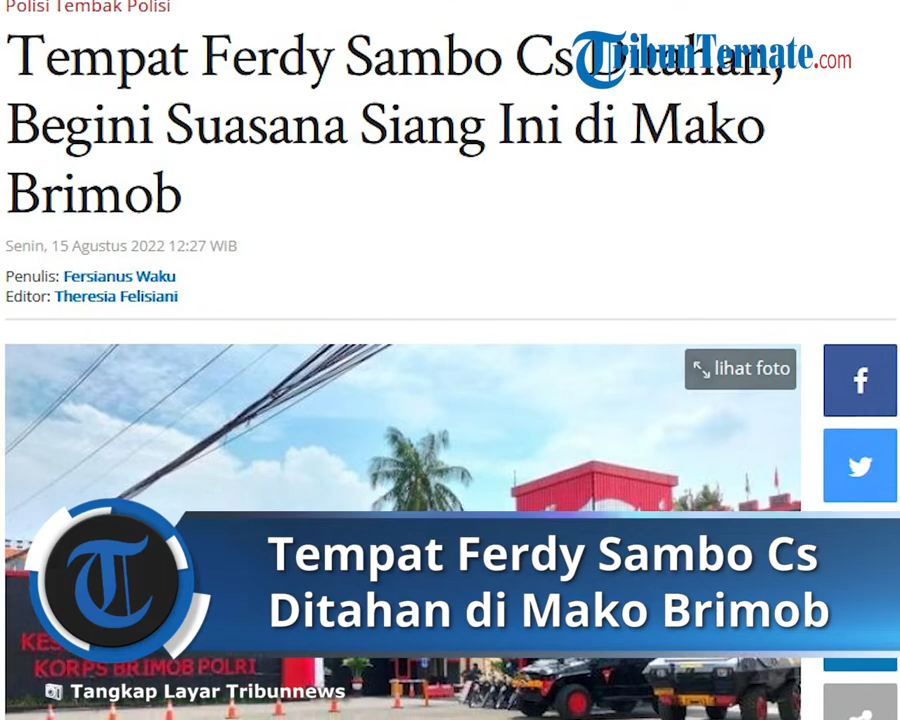 Polisi Tembak Polisi
Tempat Ferdy Sambo Cs Ditahan,
TribunTernate.com
Begini Suasana Siang Ini di Mako
Brimob
Senin, 15 Agustus 2022 12:27 WIB
Penulis: Fersianus Waku
Editor: Theresia Felisiani
lihat foto
Tempat Ferdy Sambo Cs
Ditahan di Mako Brimob
KORPS BRIMOB POLRI
Tangkap Layar Tribunnews